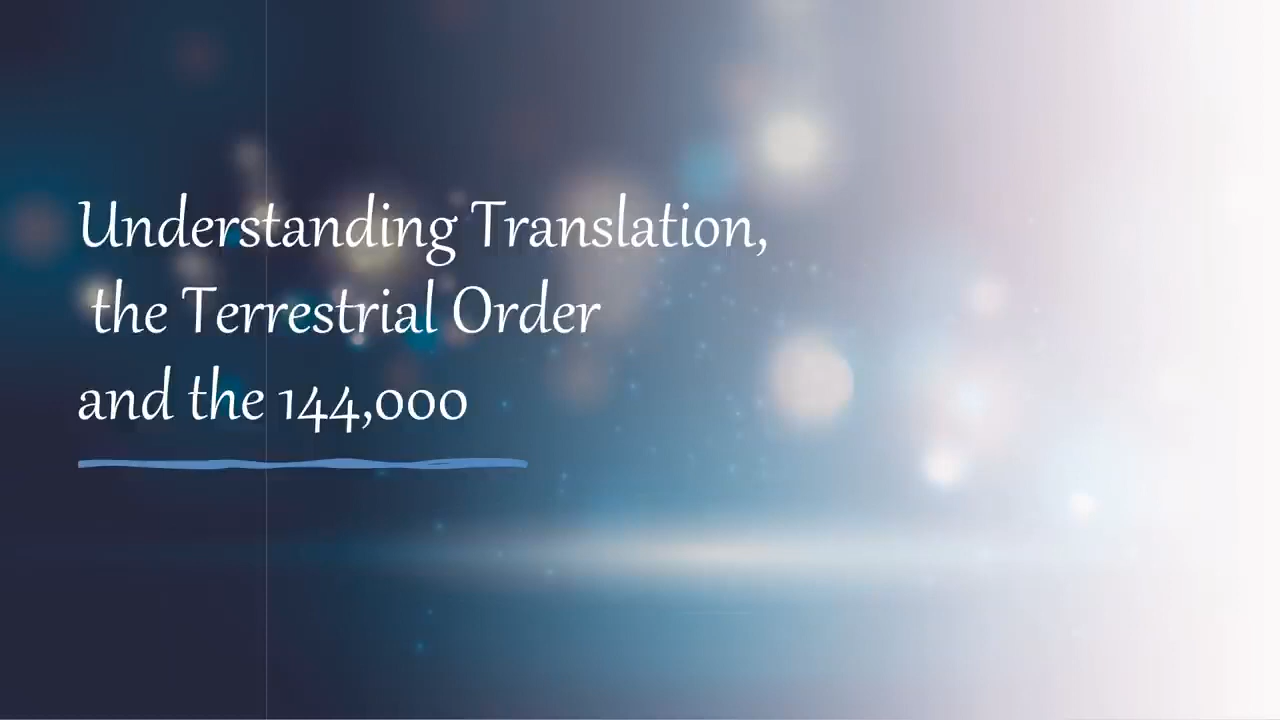 Understanding Translation,
the Terrestrial Order
and the 144,000